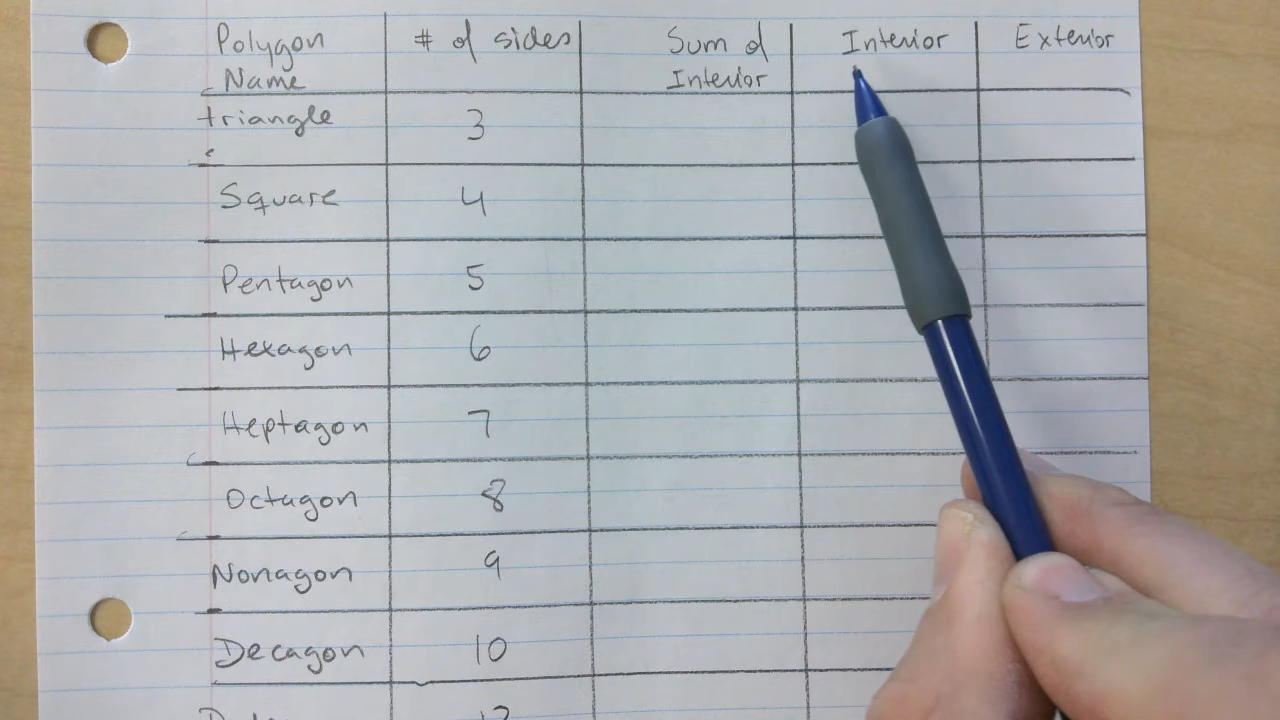 Polygon Name # of sides Sum of Interior Interior Exterior
triangle 3
Square 4
Pentagon 5
Hexagon 6
Heptagon 7
Octagon 8
Nonagon 9
Decagon 10